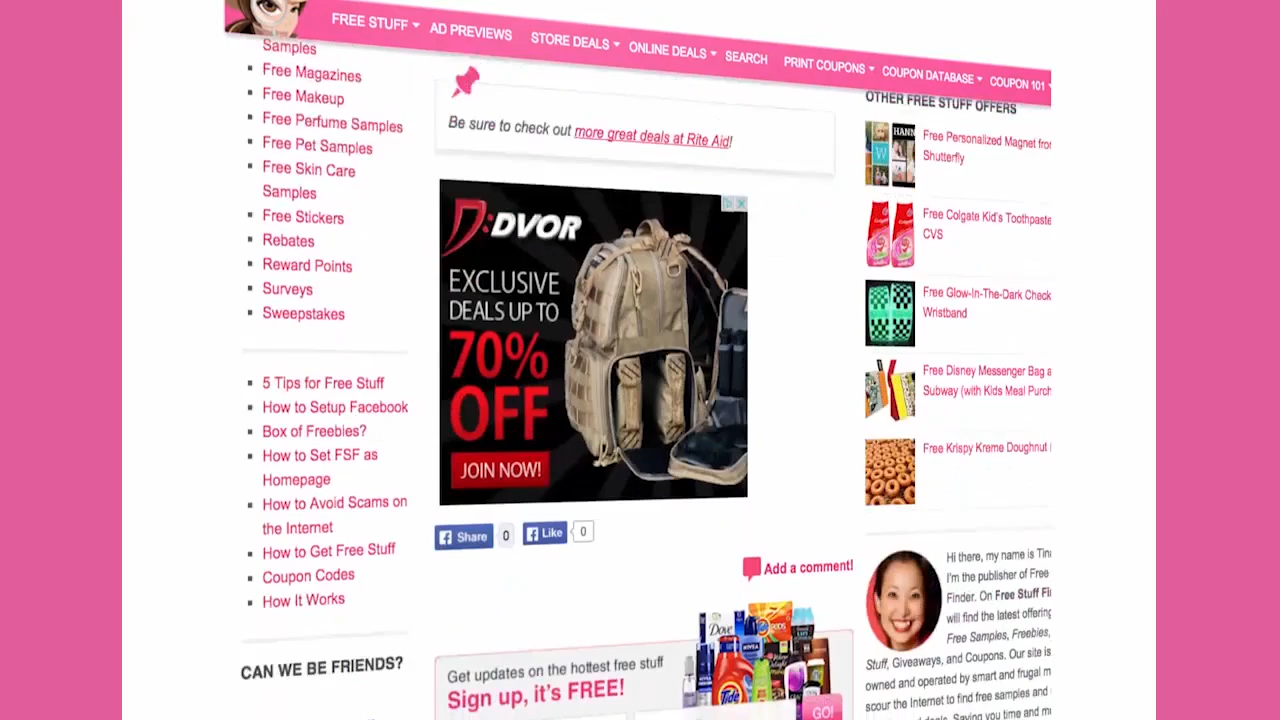 FREE STUFF
AD PREVIEWS
STORE DEALS
ONLINE DEALS
SEARCH
PRINT COUPONS
COUPON DATABASE
COUPON 101
Samples
Free Magazines
Free Makeup
Free Perfume Samples
Free Pet Samples
Free Skin Care
Samples
Free Stickers
Rebates
Reward Points
Surveys
Sweepstakes
5 Tips for Free Stuff
How to Setup Facebook
Box of Freebies?
How to Set FSF as
Homepage
How to Avoid Scams on
the Internet
How to Get Free Stuff
Coupon Codes
How It Works
CAN WE BE FRIENDS?
Be sure to check out more great deals at Rite Aid!
DVOR
EXCLUSIVE
DEALS UP TO
70%
OFF
JOIN NOW!
Share 0 Like 0
Add a comment!
Get updates on the hottest free stuff
Sign up, it's FREE!
Dove
NIVEA
Tide
GO!
OTHER FREE STUFF OFFERS
HANN
W
Free Personalized Magnet from
Shutterfly
Free Colgate Kid's Toothpaste
CVS
Free Glow-In-The-Dark Check
Wristband
Free Disney Messenger Bag a
Subway (with Kids Meal Purch
Free Krispy Kreme Doughnut
Hi there, my name is Tin
I'm the publisher of Free
Finder. On Free Stuff Fi
will find the latest offering
Free Samples, Freebies,
Stuff, Giveaways, and Coupons. Our site is
owned and operated by smart and frugal m
scour the Internet to find free samples and
deals. Saving you time and m